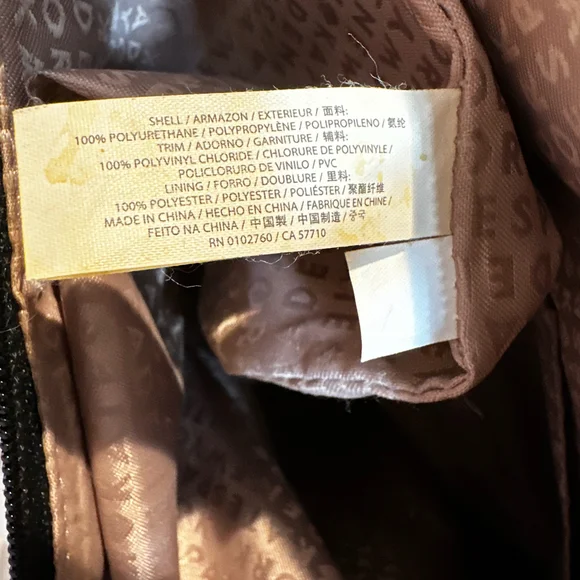 SHELL / ARMAZON / EXTERIEUR / 面料:
100% POLYURETHANE / POLYPROPYLÈNE / POLIPROPILENO / 氨纶
TRIM / ADORNO / GARNITURE / 辅料:
100% POLYVINYL CHLORIDE / CHLORURE DE POLYVINYLE /
POLICLORURO DE VINILO / PVC
LINING / FORRO / DOUBLURE / 里料:
100% POLYESTER / POLYESTER / POLIÉSTER / 聚酯纤维
MADE IN CHINA / HECHO EN CHINA / FABRIQUE EN CHINE /
FEITO NA CHINA / 中国製 / 中国制造 / 중국
RN 0102760 / CA 57710